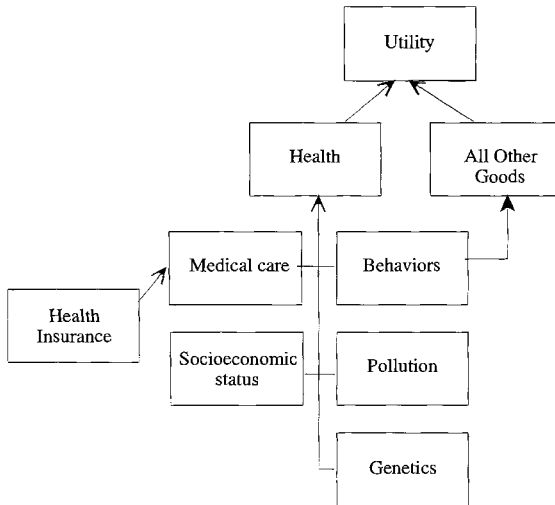 Utility
Health
All Other
Goods
Medical care
Behaviors
Health
Insurance
Socioeconomic
status
Pollution
Genetics